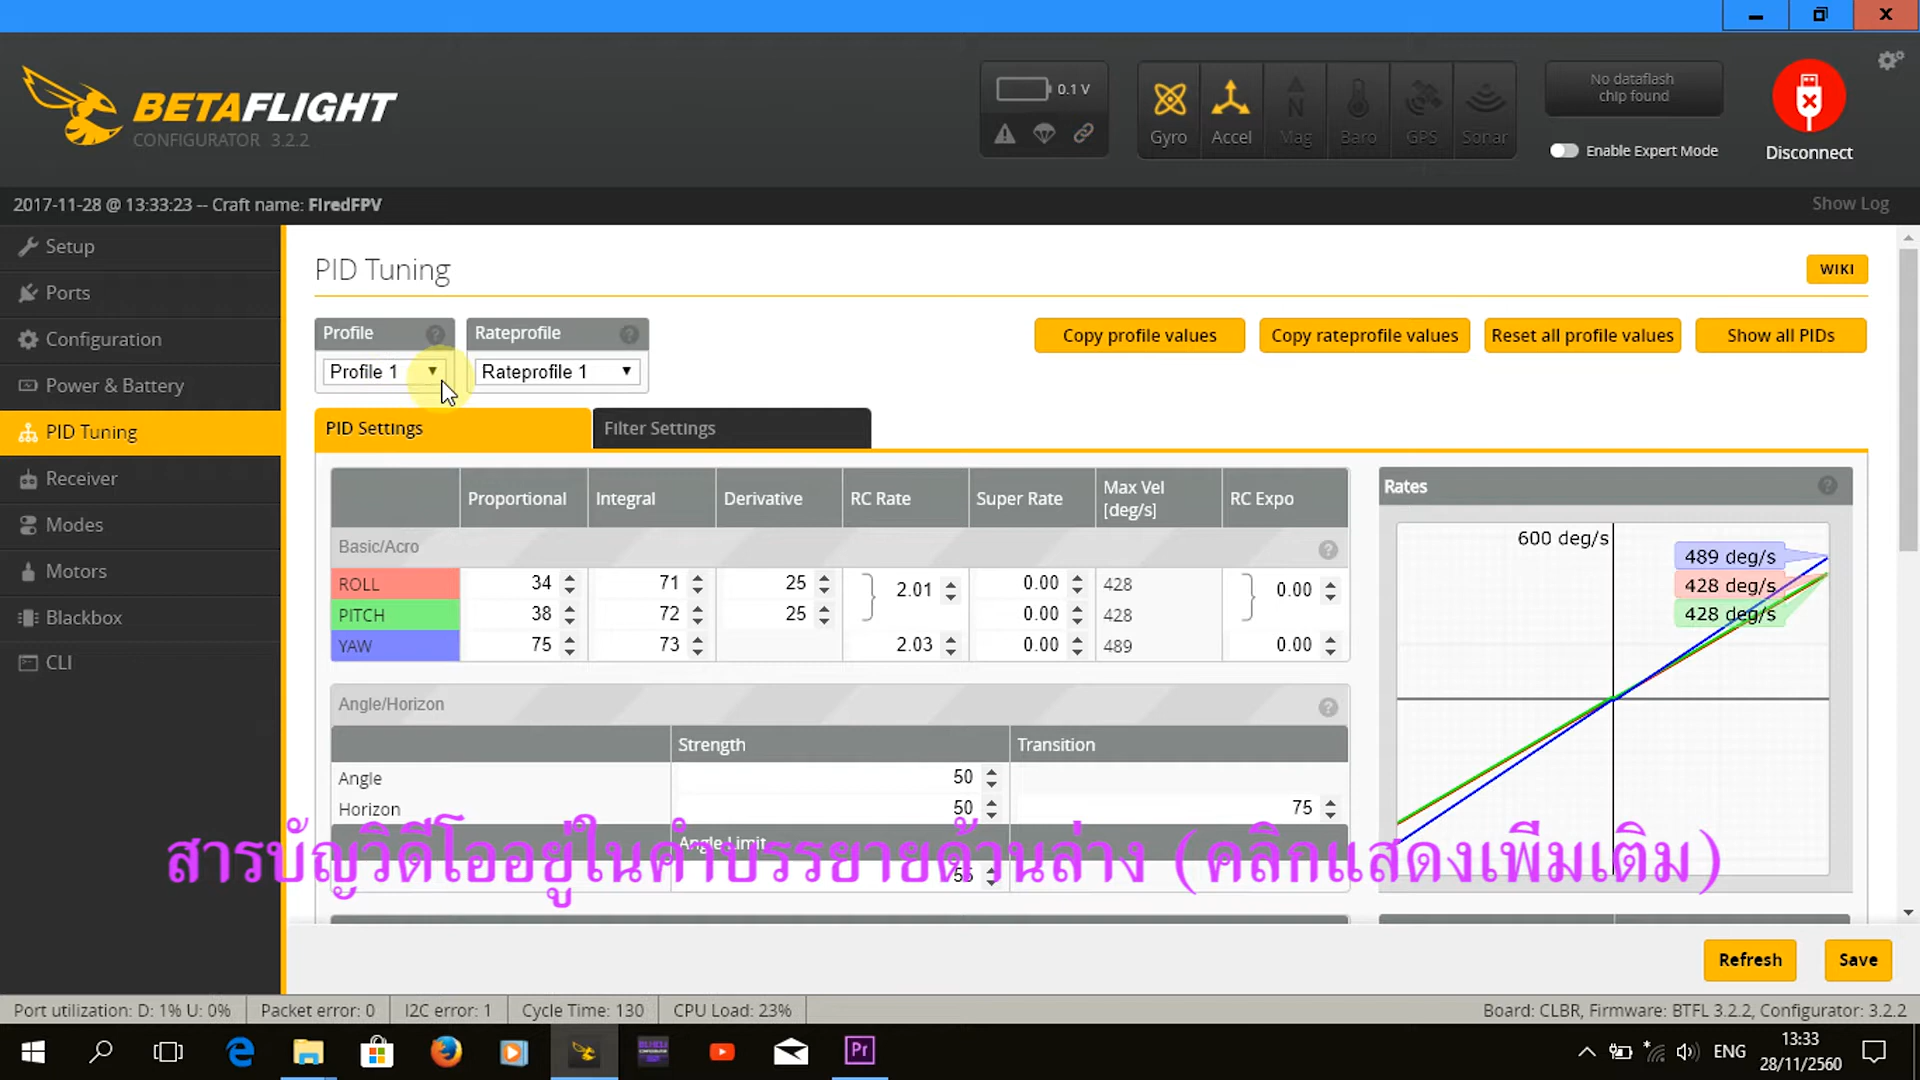 BETAFLIGHT
CONFIGURATOR 3.2.2
0.1 V
Gyro
Accel
Mag
Baro
GPS
Sonar
No dataflash
chip found
Enable Expert Mode
Disconnect
2017-11-28 @ 13:33:23 -- Craft name: FIredFPV
Show Log
Setup
Ports
Configuration
Power & Battery
PID Tuning
Receiver
Modes
Motors
Blackbox
CLI
PID Tuning
WIKI
Profile
Rateprofile
Profile 1
Rateprofile 1
Copy profile values
Copy rateprofile values
Reset all profile values
Show all PIDs
PID Settings
Filter Settings
Proportional Integral Derivative RC Rate Super Rate Max Vel [deg/s] RC Expo
Basic/Acro
ROLL 34 71 25 2.01 0.00 428 0.00
PITCH 38 72 25 0.00 428
YAW 75 73 2.03 0.00 489 0.00
Rates
600 deg/s
489 deg/s
428 deg/s
428 deg/s
Angle/Horizon
Strength Transition
Angle 50
Horizon 50 75
Angle Limit
55
สารบัญวิดีโออยู่ในคำบรรยายด้านล่าง (คลิกแสดงเพิ่มเติม)
Refresh
Save
Port utilization: D: 1% U: 0%
Packet error: 0
I2C error: 1
Cycle Time: 130
CPU Load: 23%
Board: CLBR, Firmware: BTFL 3.2.2, Configurator: 3.2.2
Pr
ENG
13:33
28/11/2560